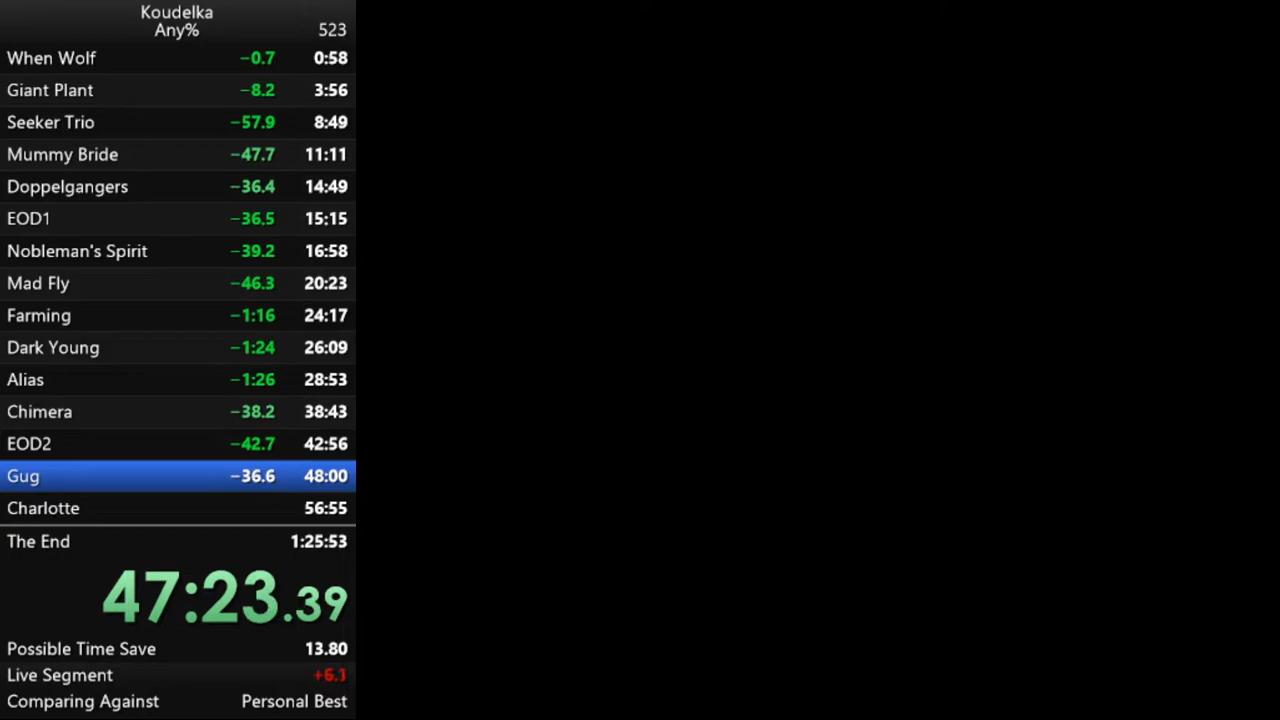 Koudelka
Any% 523
When Wolf −0.7 0:58
Giant Plant −8.2 3:56
Seeker Trio −57.9 8:49
Mummy Bride −47.7 11:11
Doppelgangers −36.4 14:49
EOD1 −36.5 15:15
Nobleman's Spirit −39.2 16:58
Mad Fly −46.3 20:23
Farming −1:16 24:17
Dark Young −1:24 26:09
Alias −1:26 28:53
Chimera −38.2 38:43
EOD2 −42.7 42:56
Gug −36.6 48:00
Charlotte 56:55
The End 1:25:53
47:23.39
Possible Time Save 13.80
Live Segment +6.1
Comparing Against Personal Best